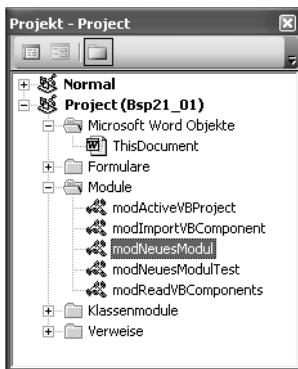 Projekt - Project
Normal
Project (Bsp21_01)
Microsoft Word Objekte
ThisDocument
Formulare
Module
modActiveVBProject
modImportVBComponent
modNeuesModul
modNeuesModulTest
modReadVBComponents
Klassenmodule
Verweise